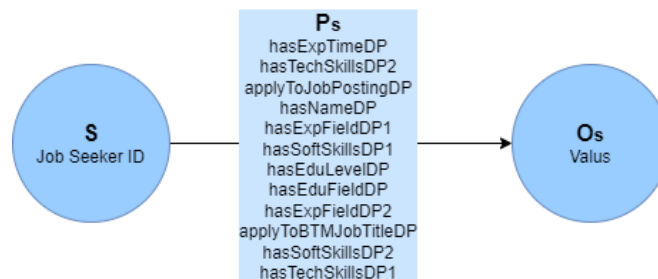 Ps
hasExpTimeDP
hasTechSkillsDP2
applyToJobPostingDP
hasNameDP
hasExpFieldDP1
hasSoftSkillsDP1
hasEduLevelDP
hasEduFieldDP
hasExpFieldDP2
applyToBTMJobTitleDP
hasSoftSkillsDP2
hasTechSkillsDP1
S
Job Seeker ID
Os
Valus